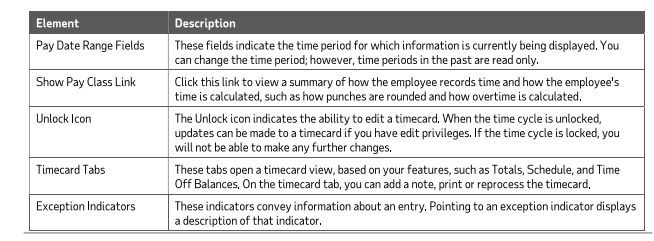 Element Description
Pay Date Range Fields These fields indicate the time period for which information is currently being displayed. You
can change the time period; however, time periods in the past are read only.
Show Pay Class Link Click this link to view a summary of how the employee records time and how the employee's
time is calculated, such as how punches are rounded and how overtime is calculated.
Unlock Icon The Unlock icon indicates the ability to edit a timecard. When the time cycle is unlocked,
updates can be made to a timecard if you have edit privileges. If the time cycle is locked, you
will not be able to make any further changes.
Timecard Tabs These tabs open a timecard view, based on your features, such as Totals, Schedule, and Time
Off Balances. On the timecard tab, you can add a note, print or reprocess the timecard.
Exception Indicators These indicators convey information about an entry. Pointing to an exception indicator displays
a description of that indicator.